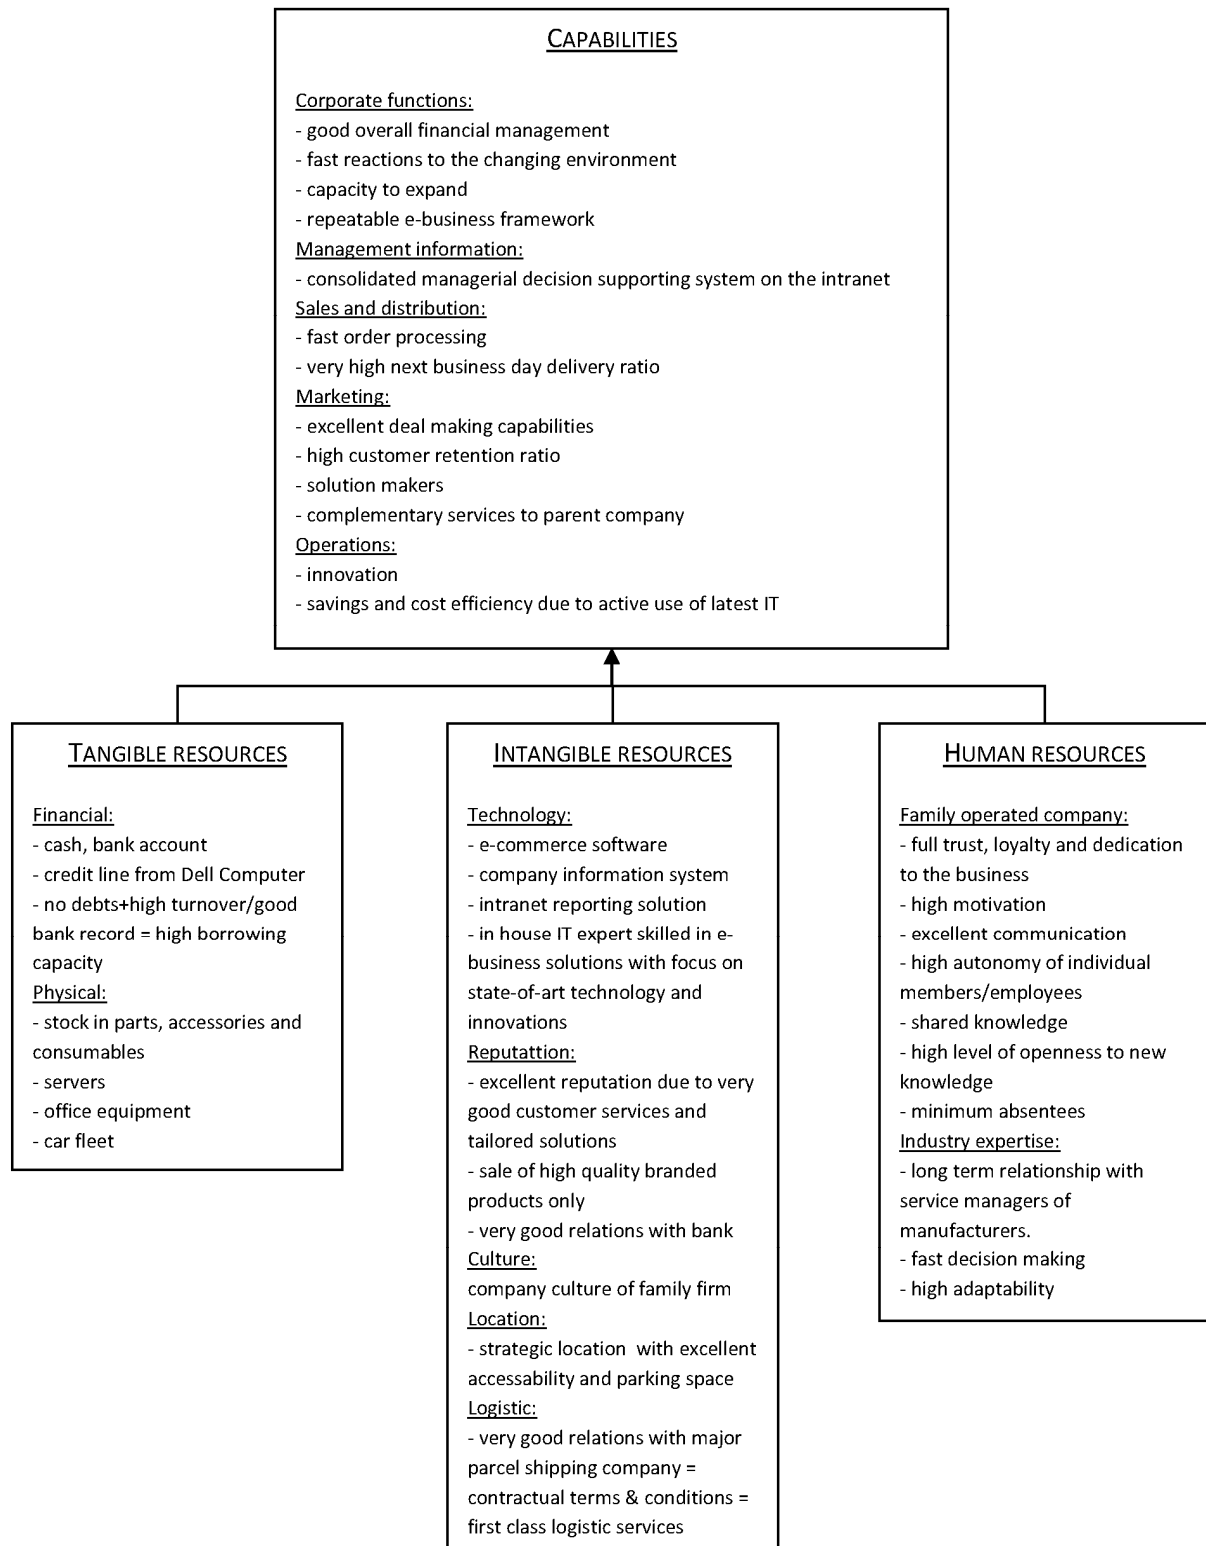 CAPABILITIES
Corporate functions:
- good overall financial management
- fast reactions to the changing environment
- capacity to expand
- repeatable e-business framework
Management information:
- consolidated managerial decision supporting system on the intranet
Sales and distribution:
- fast order processing
- very high next business day delivery ratio
Marketing:
- excellent deal making capabilities
- high customer retention ratio
- solution makers
- complementary services to parent company
Operations:
- innovation
- savings and cost efficiency due to active use of latest IT
TANGIBLE RESOURCES
Financial:
- cash, bank account
- credit line from Dell Computer
- no debts+high turnover/good
bank record = high borrowing
capacity
Physical:
- stock in parts, accessories and
consumables
- servers
- office equipment
- car fleet
INTANGIBLE RESOURCES
Technology:
- e-commerce software
- company information system
- intranet reporting solution
- in house IT expert skilled in e-
business solutions with focus on
state-of-art technology and
innovations
Reputattion:
- excellent reputation due to very
good customer services and
tailored solutions
- sale of high quality branded
products only
- very good relations with bank
Culture:
company culture of family firm
Location:
- strategic location  with excellent
accessability and parking space
Logistic:
- very good relations with major
parcel shipping company =
contractual terms & conditions =
first class logistic services
HUMAN RESOURCES
Family operated company:
- full trust, loyalty and dedication
to the business
- high motivation
- excellent communication
- high autonomy of individual
members/employees
- shared knowledge
- high level of openness to new
knowledge
- minimum absentees
Industry expertise:
- long term relationship with
service managers of
manufacturers.
- fast decision making
- high adaptability